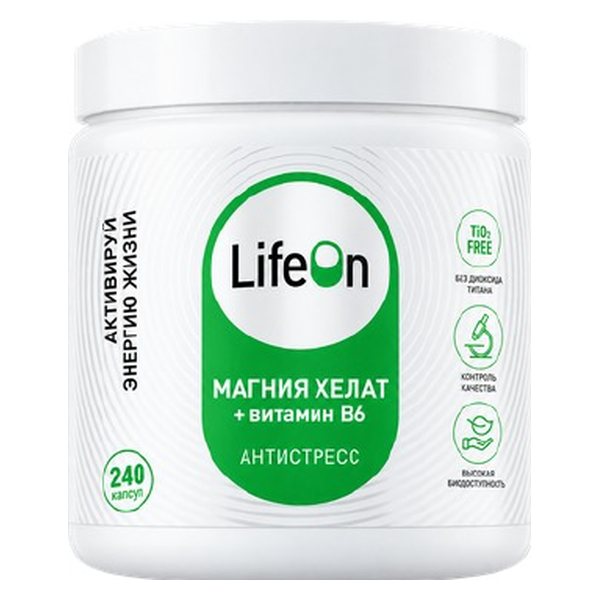 АКТИВИРУЙ
ЭНЕРГИЮ ЖИЗНИ
LifeOn
МАГНИЯ ХЕЛАТ
+ витамин B6
АНТИСТРЕСС
240
капсул
TiO₂
FREE
БЕЗ ДИОКСИДА
ТИТАНА
КОНТРОЛЬ
КАЧЕСТВА
ВЫСОКАЯ
БИОДОСТУПНОСТЬ